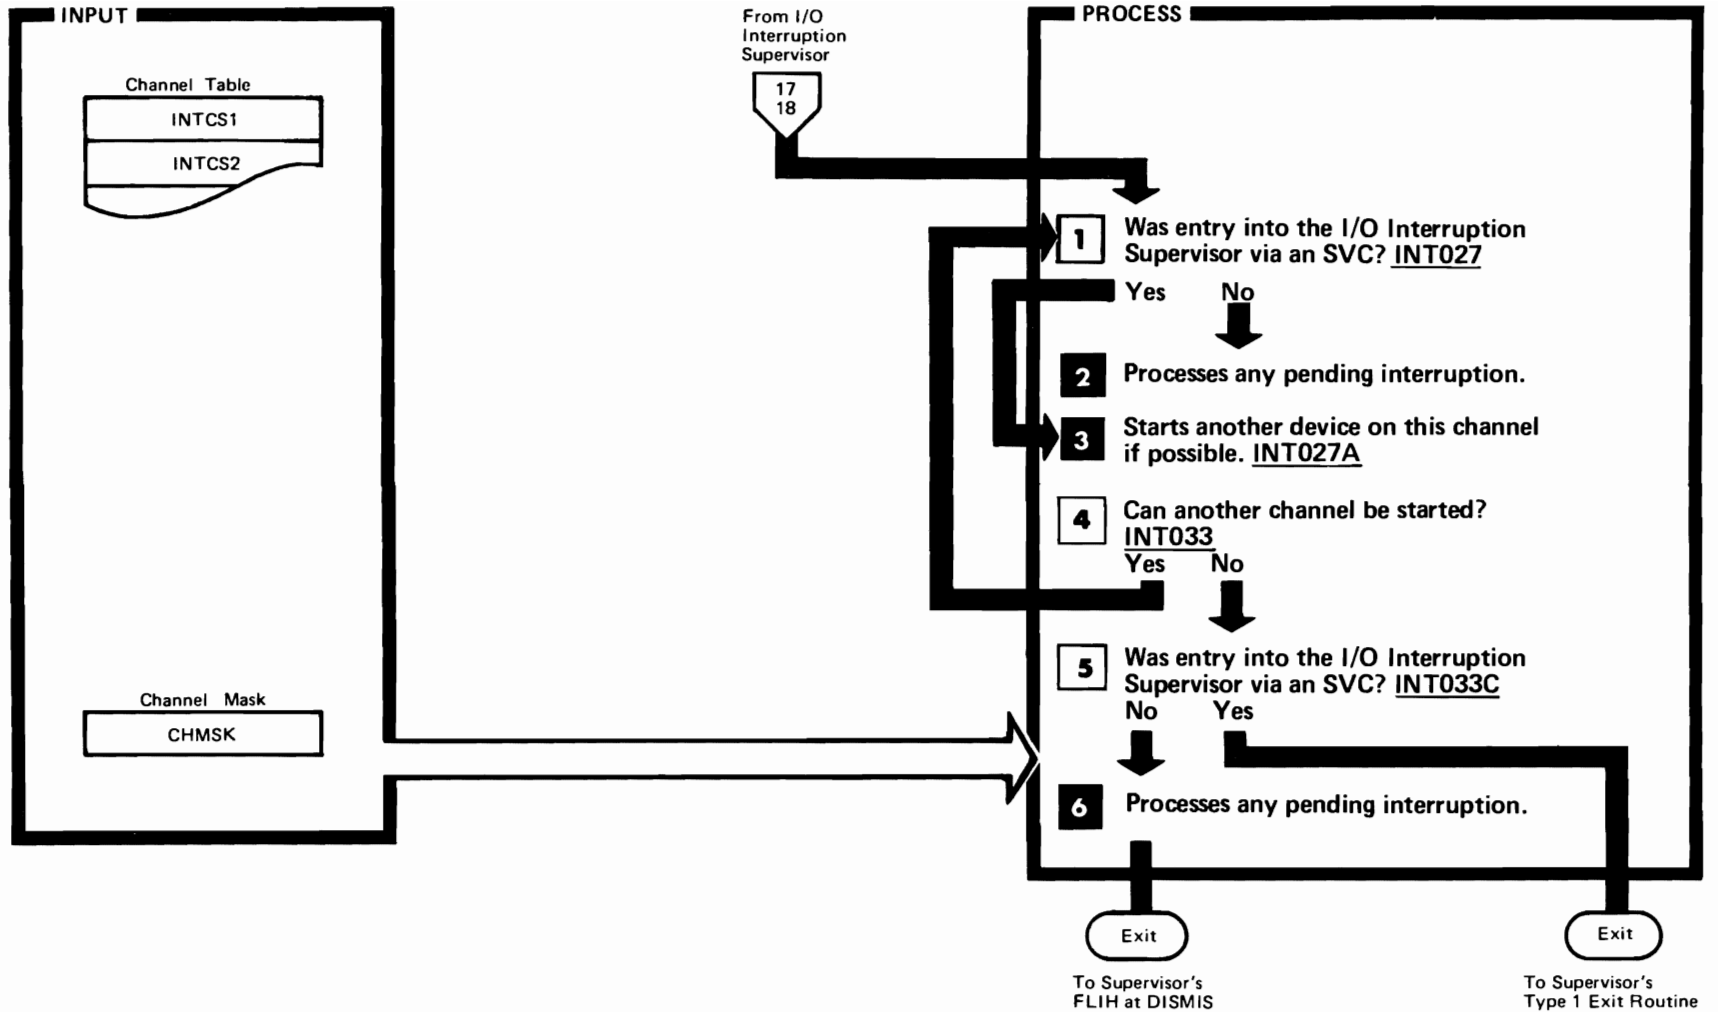 INPUT
Channel Table
INTCS1
INTCS2
Channel Mask
CHMSK
From I/O
Interruption
Supervisor
17
18
PROCESS
1 Was entry into the I/O Interruption
Supervisor via an SVC? INT027
Yes No
2 Processes any pending interruption.
3 Starts another device on this channel
if possible. INT027A
4 Can another channel be started?
INT033
Yes No
5 Was entry into the I/O Interruption
Supervisor via an SVC? INT033C
No Yes
6 Processes any pending interruption.
Exit
To Supervisor's
FLIH at DISMIS
Exit
To Supervisor's
Type 1 Exit Routine